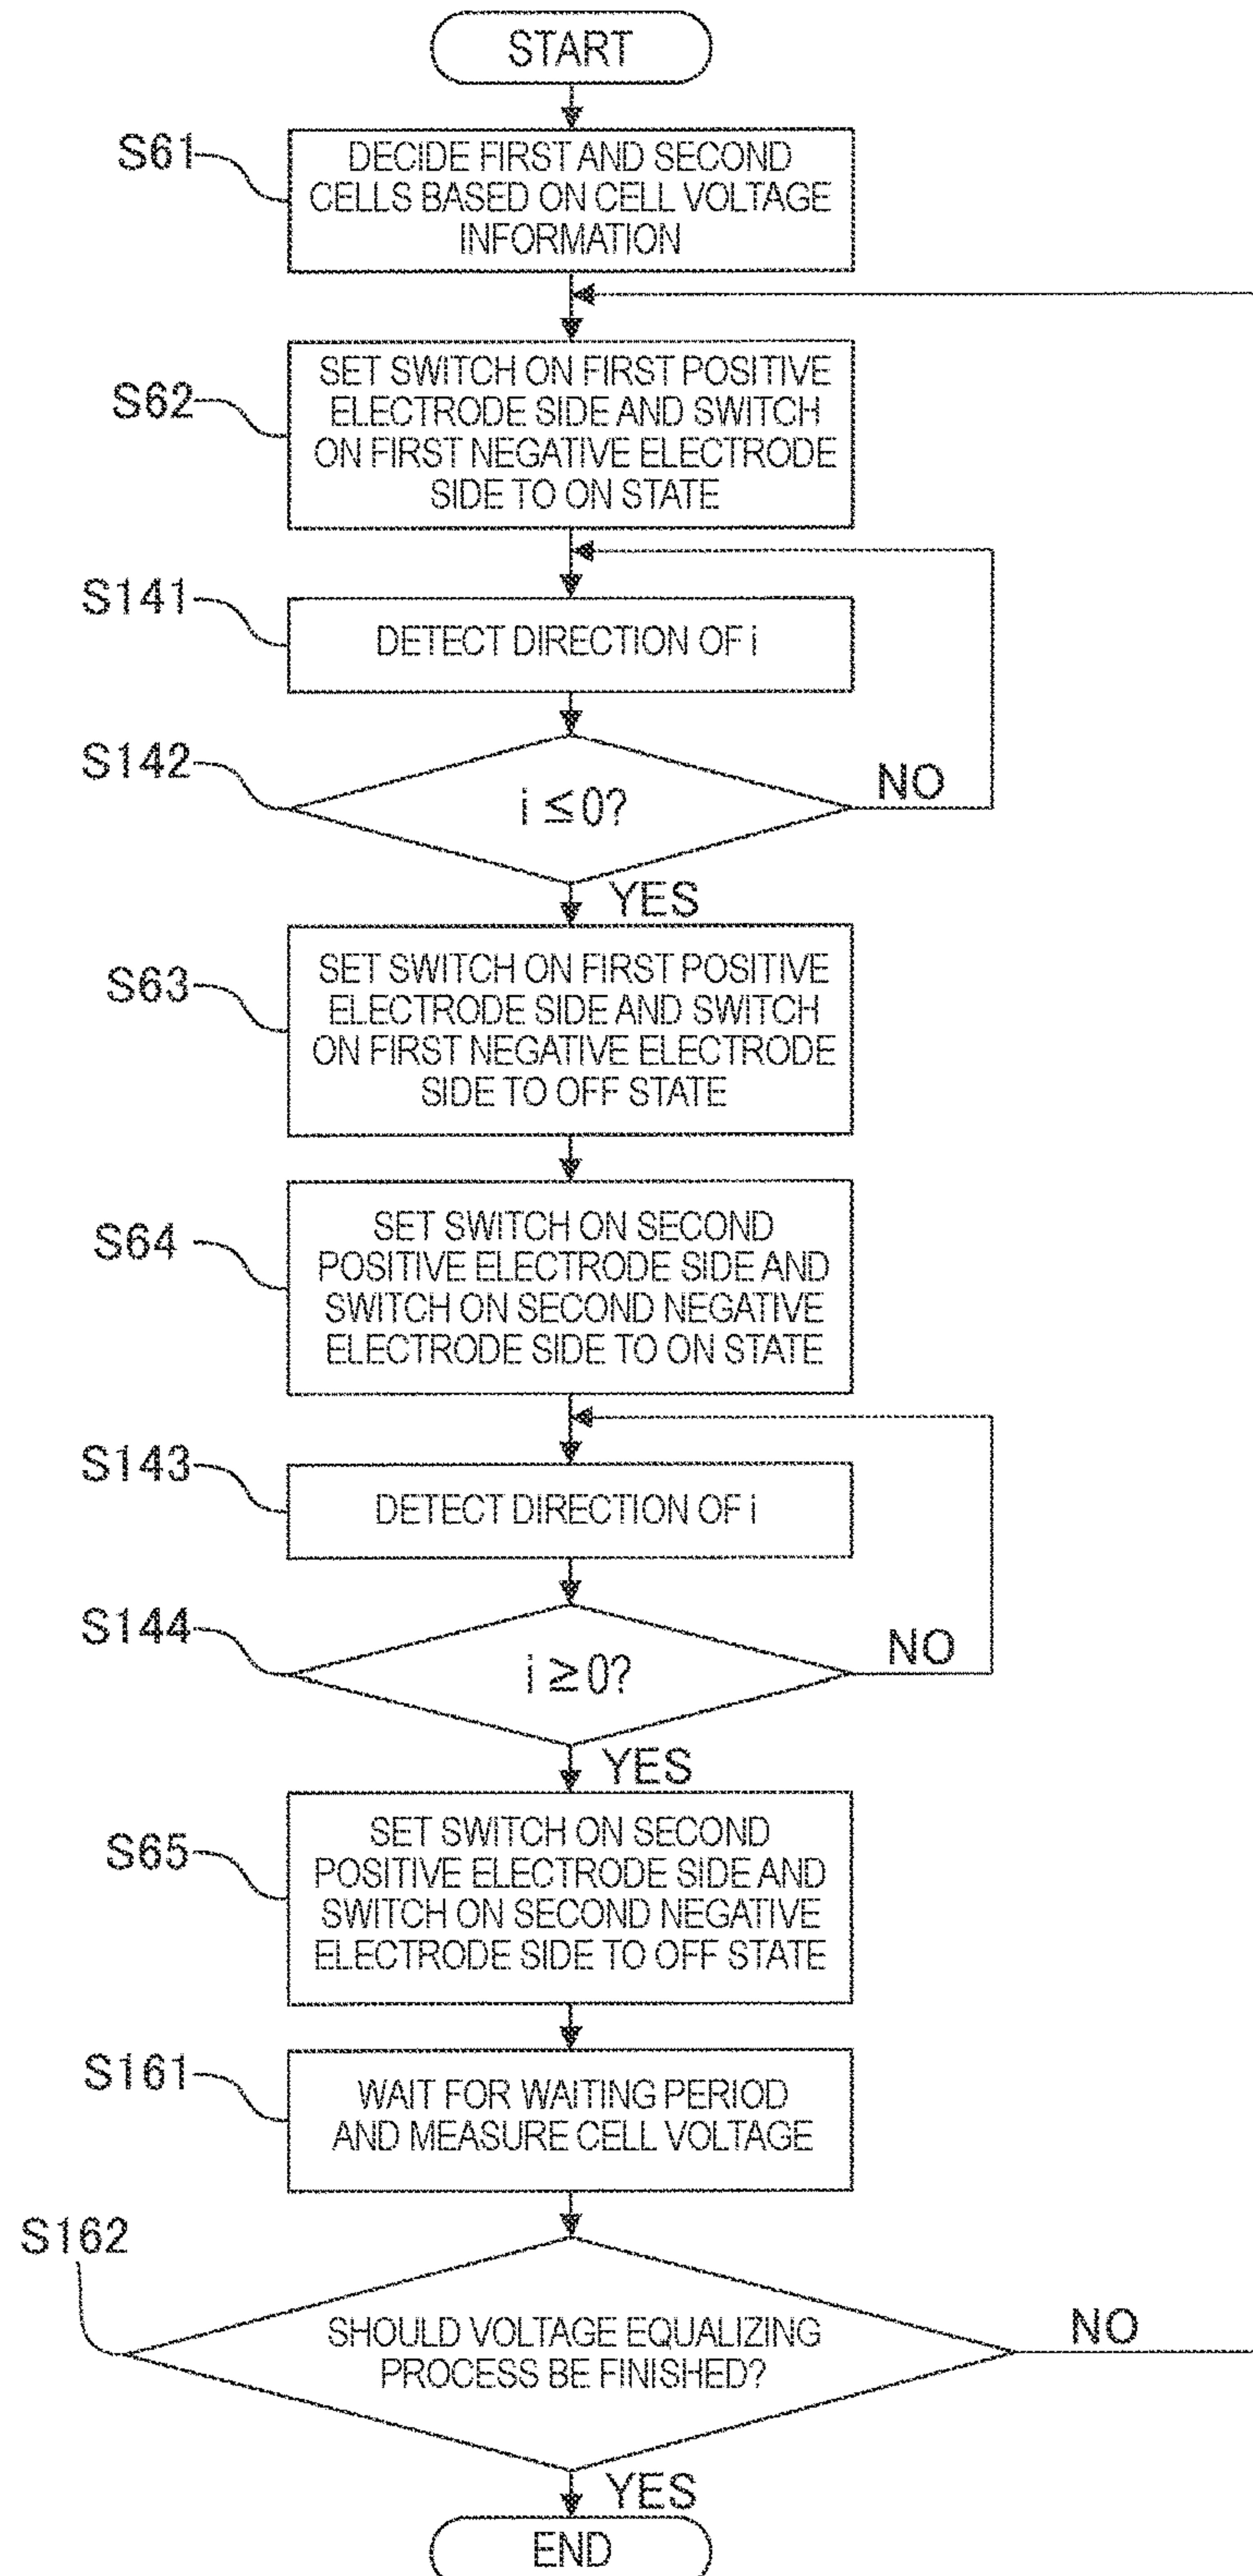 START
S61
DECIDE FIRST AND SECOND
CELLS BASED ON CELL VOLTAGE
INFORMATION
S62
SET SWITCH ON FIRST POSITIVE
ELECTRODE SIDE AND SWITCH
ON FIRST NEGATIVE ELECTRODE
SIDE TO ON STATE
S141
DETECT DIRECTION OF i
S142
i ≤ 0?
NO
YES
S63
SET SWITCH ON FIRST POSITIVE
ELECTRODE SIDE AND SWITCH
ON FIRST NEGATIVE ELECTRODE
SIDE TO OFF STATE
S64
SET SWITCH ON SECOND
POSITIVE ELECTRODE SIDE AND
SWITCH ON SECOND NEGATIVE
ELECTRODE SIDE TO ON STATE
S143
DETECT DIRECTION OF i
S144
i ≥ 0?
NO
YES
S65
SET SWITCH ON SECOND
POSITIVE ELECTRODE SIDE AND
SWITCH ON SECOND NEGATIVE
ELECTRODE SIDE TO OFF STATE
S161
WAIT FOR WAITING PERIOD
AND MEASURE CELL VOLTAGE
S162
SHOULD VOLTAGE EQUALIZING
PROCESS BE FINISHED?
NO
YES
END